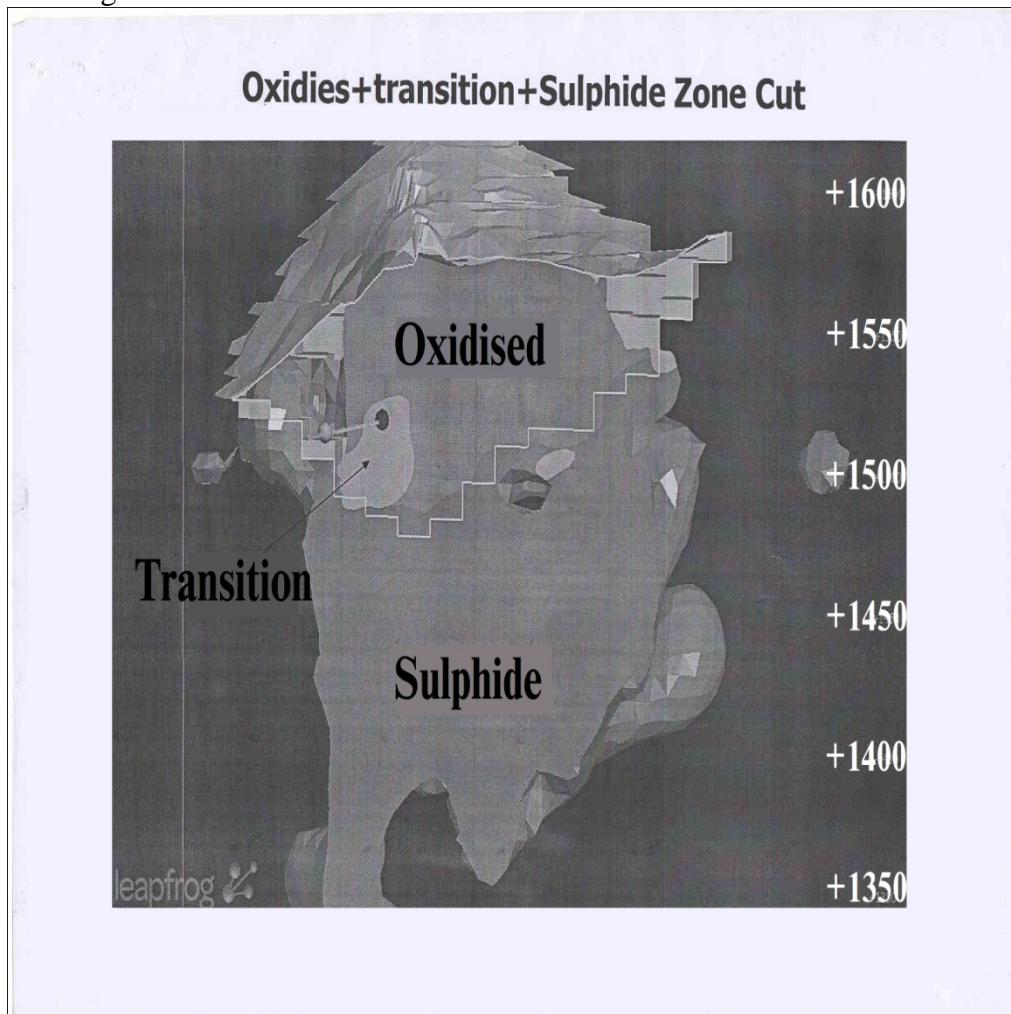 Oxidies+transition+Sulphide Zone Cut
+1600
Oxidised
+1550
+1500
Transition
+1450
Sulphide
+1400
leapfrog
+1350